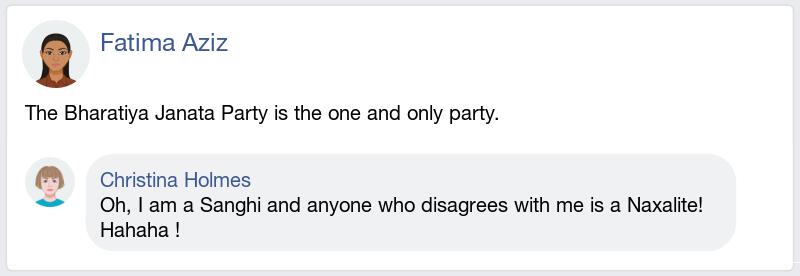 Fatima Aziz
The Bharatiya Janata Party is the one and only party.
Christina Holmes
Oh, I am a Sanghi and anyone who disagrees with me is a Naxalite!
Hahaha !